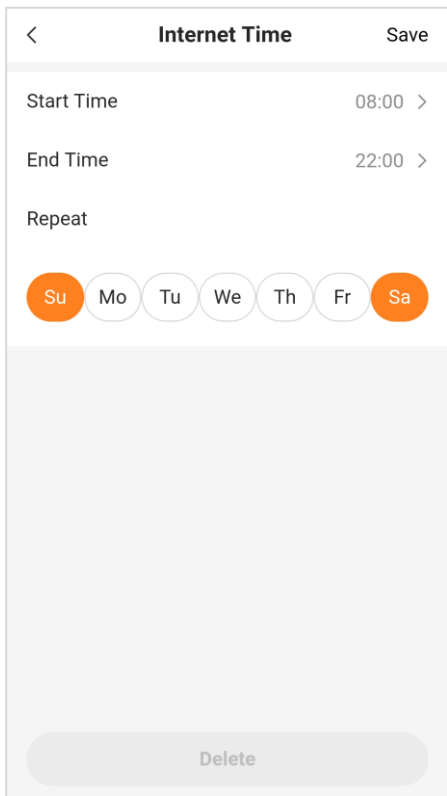 Internet Time Save
Start Time 08:00
End Time 22:00
Repeat
Su Mo Tu We Th Fr Sa
Delete